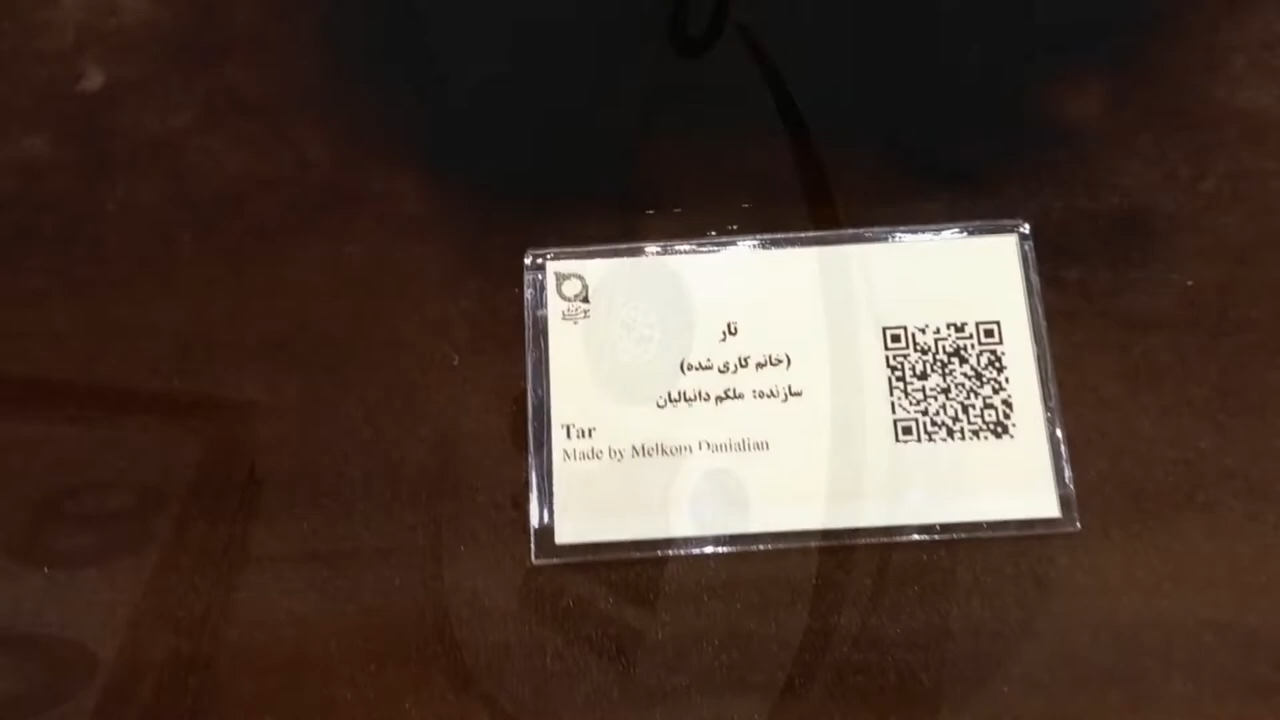 تار
(خاتم کاری شده)
سازنده: ملکم دانیالیان
Tar
Made by Melkom Danialian